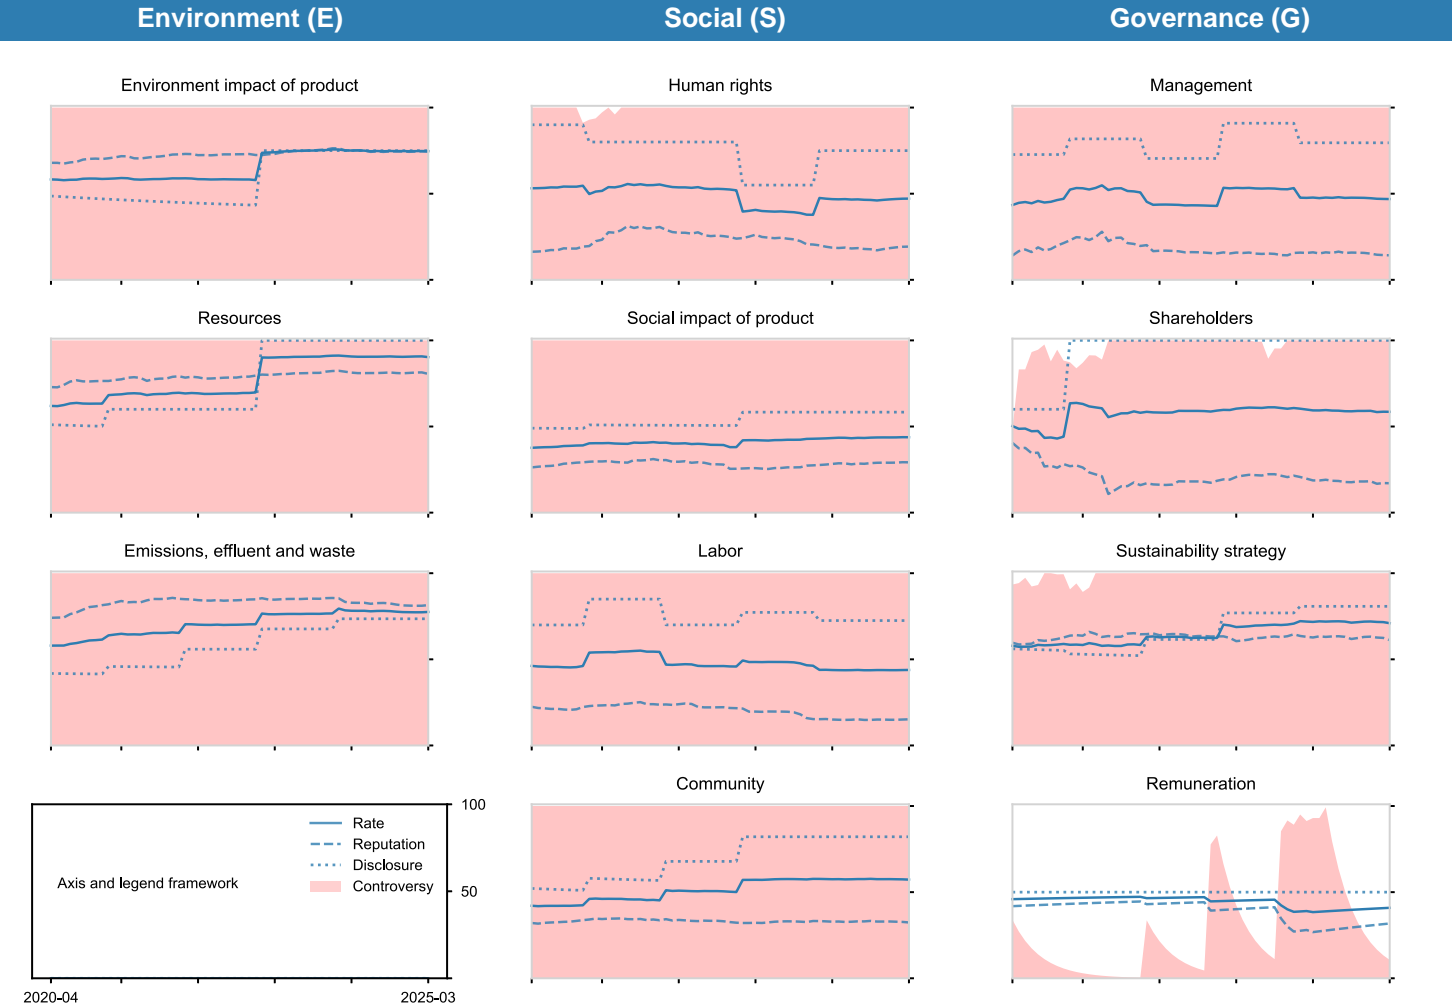 Environment (E)
Social (S)
Governance (G)
Environment impact of product
Human rights
Management
Resources
Social impact of product
Shareholders
Emissions, effluent and waste
Labor
Sustainability strategy
Community
Remuneration
100
50
Rate
Reputation
Disclosure
Controversy
Axis and legend framework
2020-04
2025-03